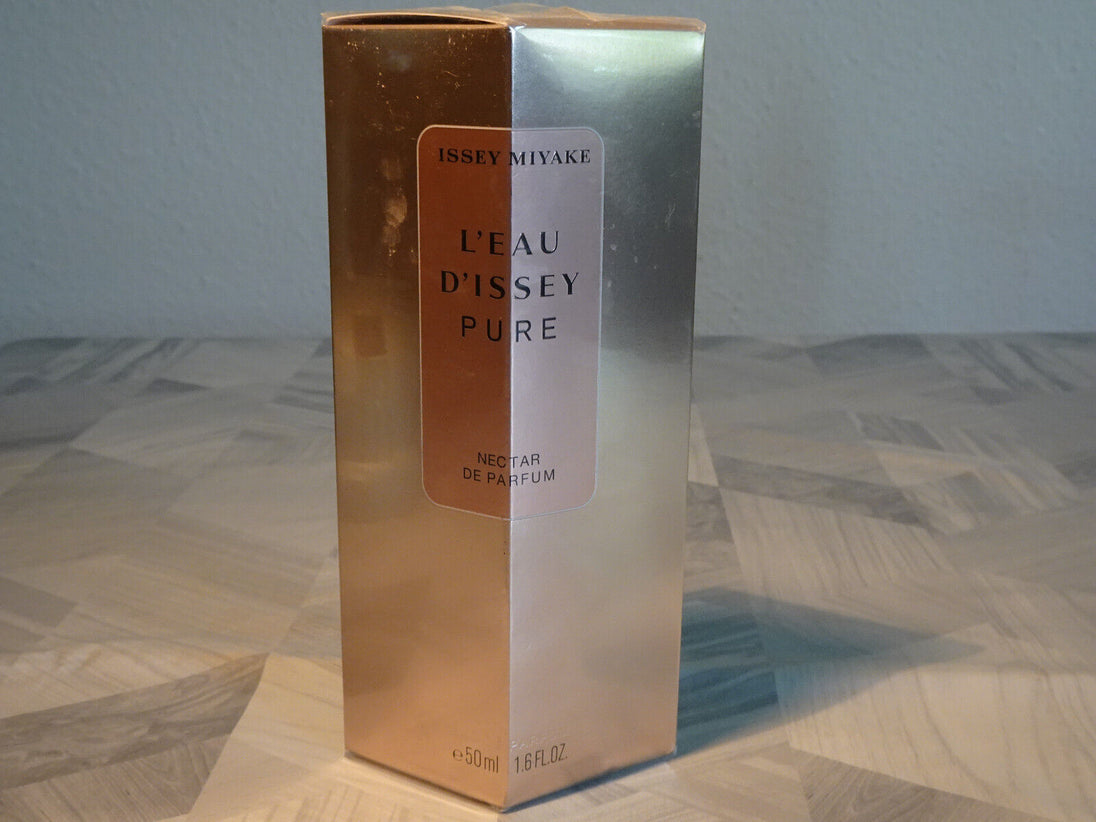 ISSEY MIYAKE
L'EAU
D'ISSEY
PURE
NECTAR
DE PARFUM
℮50ml 1.6 FL.OZ.